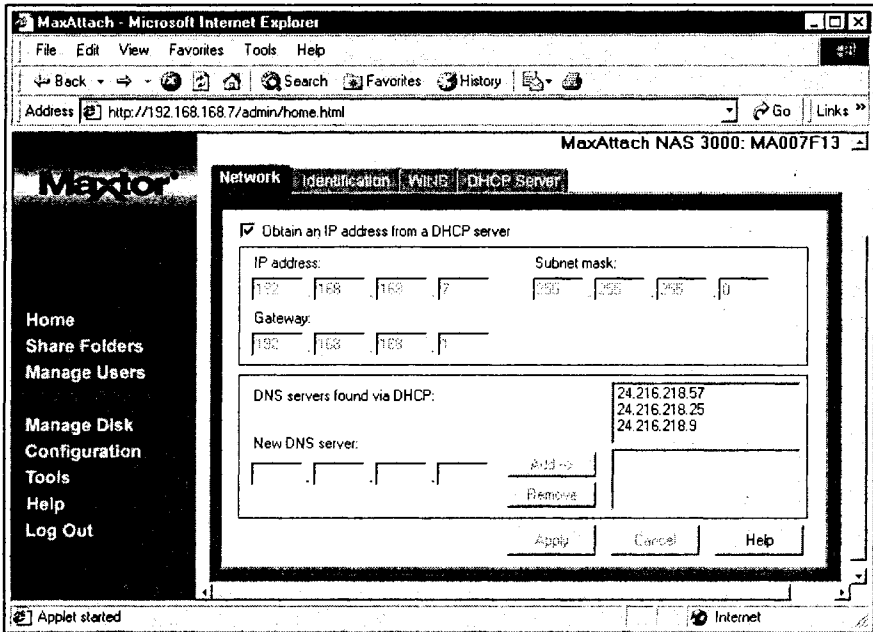 MaxAttach - Microsoft Internet Explorer
File Edit View Favorites Tools Help
Back Search Favorites History
Address http://192.168.168.7/admin/home.html Go Links »
MaxAttach NAS 3000: MA007F13
Maxtor®
Network Identification WINS DHCP Server
Obtain an IP address from a DHCP server
IP address: Subnet mask:
192 . 168 . 168 . 7 255 . 255 . 255 . 0
Gateway:
192 . 168 . 168 . 1
Home
Share Folders
Manage Users
Manage Disk
Configuration
Tools
Help
Log Out
DNS servers found via DHCP:
24.216.218.57
24.216.218.25
24.216.218.9
New DNS server:
Add ->
Remove
Apply Cancel Help
Applet started Internet